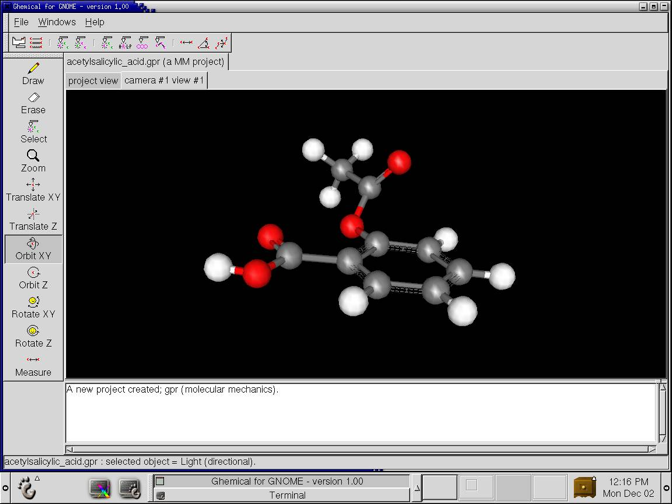 Ghemical for GNOME - version 1.00
File Windows Help
acetylsalicylic_acid.gpr (a MM project)
project view camera #1 view #1
Draw
Erase
Select
Zoom
Translate XY
Translate Z
Orbit XY
Orbit Z
Rotate XY
Rotate Z
Measure
A new project created; gpr (molecular mechanics).
acetylsalicylic_acid.gpr : selected object = Light (directional).
Ghemical for GNOME - version 1.00
Terminal
12:16 PM
Mon Dec 02